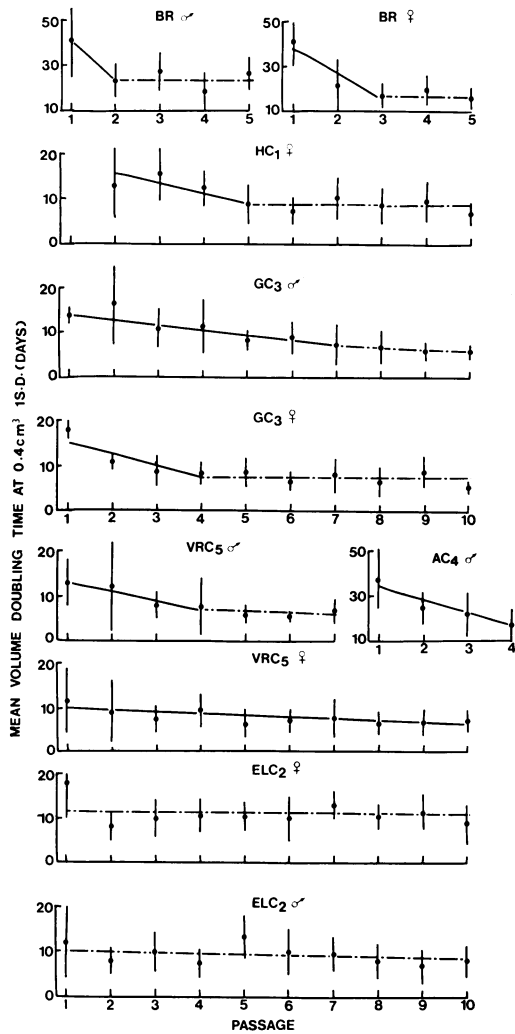 BR ♂
BR ♀
50
30
10
1 2 3 4 5
50
30
10
1 2 3 4 5
HC1 ♀
20
10
0
GC3 ♂
20
10
0
GC3 ♀
20
10
0
1 2 3 4 5 6 7 8 9 10
VRC5 ♂
20
10
0
AC4 ♂
50
30
10
1 2 3 4
VRC5 ♀
20
10
0
ELC2 ♀
20
10
0
ELC2 ♂
20
10
0
1 2 3 4 5 6 7 8 9 10
PASSAGE
MEAN VOLUME DOUBLING TIME AT 0.4cm³ 1S.D.(DAYS)